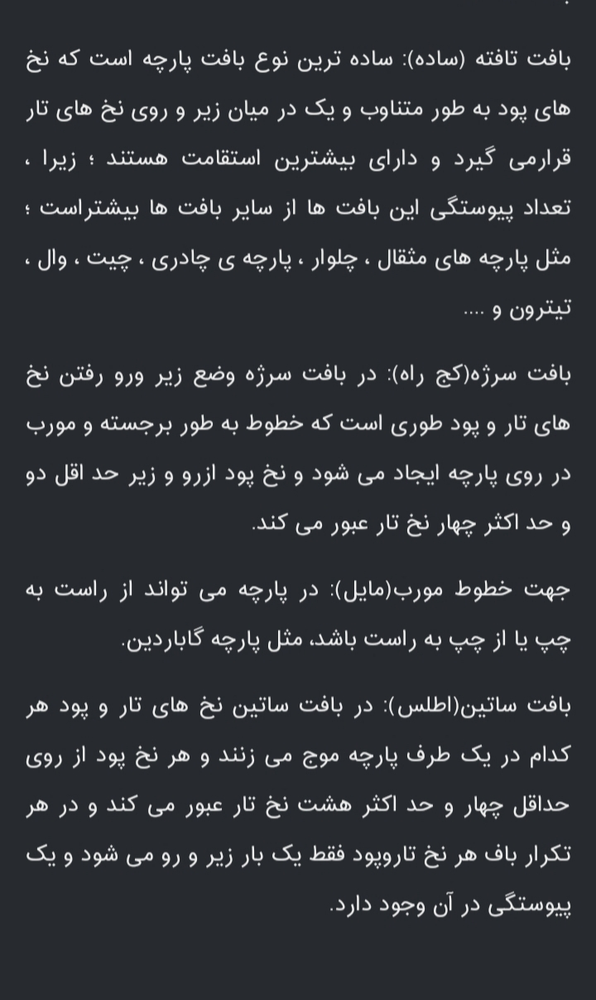 بافت تافته (ساده): ساده ترین نوع بافت پارچه است که نخ
های پود به طور متناوب و یک در میان زیر و روی نخ های تار
قرارمی گیرد و دارای بیشترین استقامت هستند ؛ زیرا ،
تعداد پیوستگی این بافت ها از سایر بافت ها بیشتراست ؛
مثل پارچه های مثقال ، چلوار ، پارچه ی چادری ، چیت ، وال ،
تیترون و ....
بافت سرژه(کج راه): در بافت سرژه وضع زیر ورو رفتن نخ
های تار و پود طوری است که خطوط به طور برجسته و مورب
در روی پارچه ایجاد می شود و نخ پود ازرو و زیر حد اقل دو
و حد اکثر چهار نخ تار عبور می کند.
جهت خطوط مورب(مایل): در پارچه می تواند از راست به
چپ یا از چپ به راست باشد، مثل پارچه گاباردین.
بافت ساتین(اطلس): در بافت ساتین نخ های تار و پود هر
کدام در یک طرف پارچه موج می زنند و هر نخ پود از روی
حداقل چهار و حد اکثر هشت نخ تار عبور می کند و در هر
تکرار باف هر نخ تاروپود فقط یک بار زیر و رو می شود و یک
پیوستگی در آن وجود دارد.